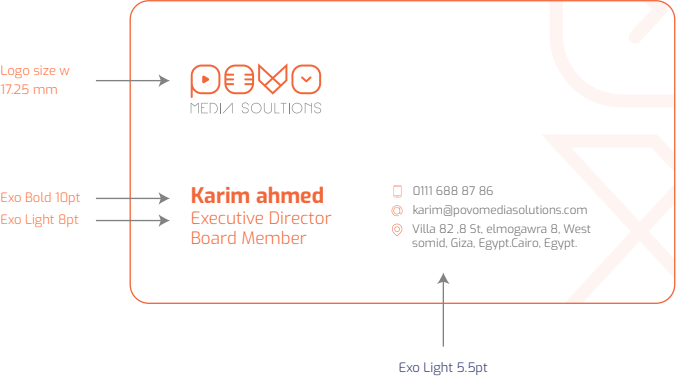 Logo size w
17.25 mm
povo
MEDIA SOULTIONS
Exo Bold 10pt
Exo Light 8pt
Karim ahmed
Executive Director
Board Member
0111 688 87 86
karim@povomediasolutions.com
Villa 82 ,8 St, elmogawra 8, West
somid, Giza, Egypt.Cairo, Egypt.
Exo Light 5.5pt